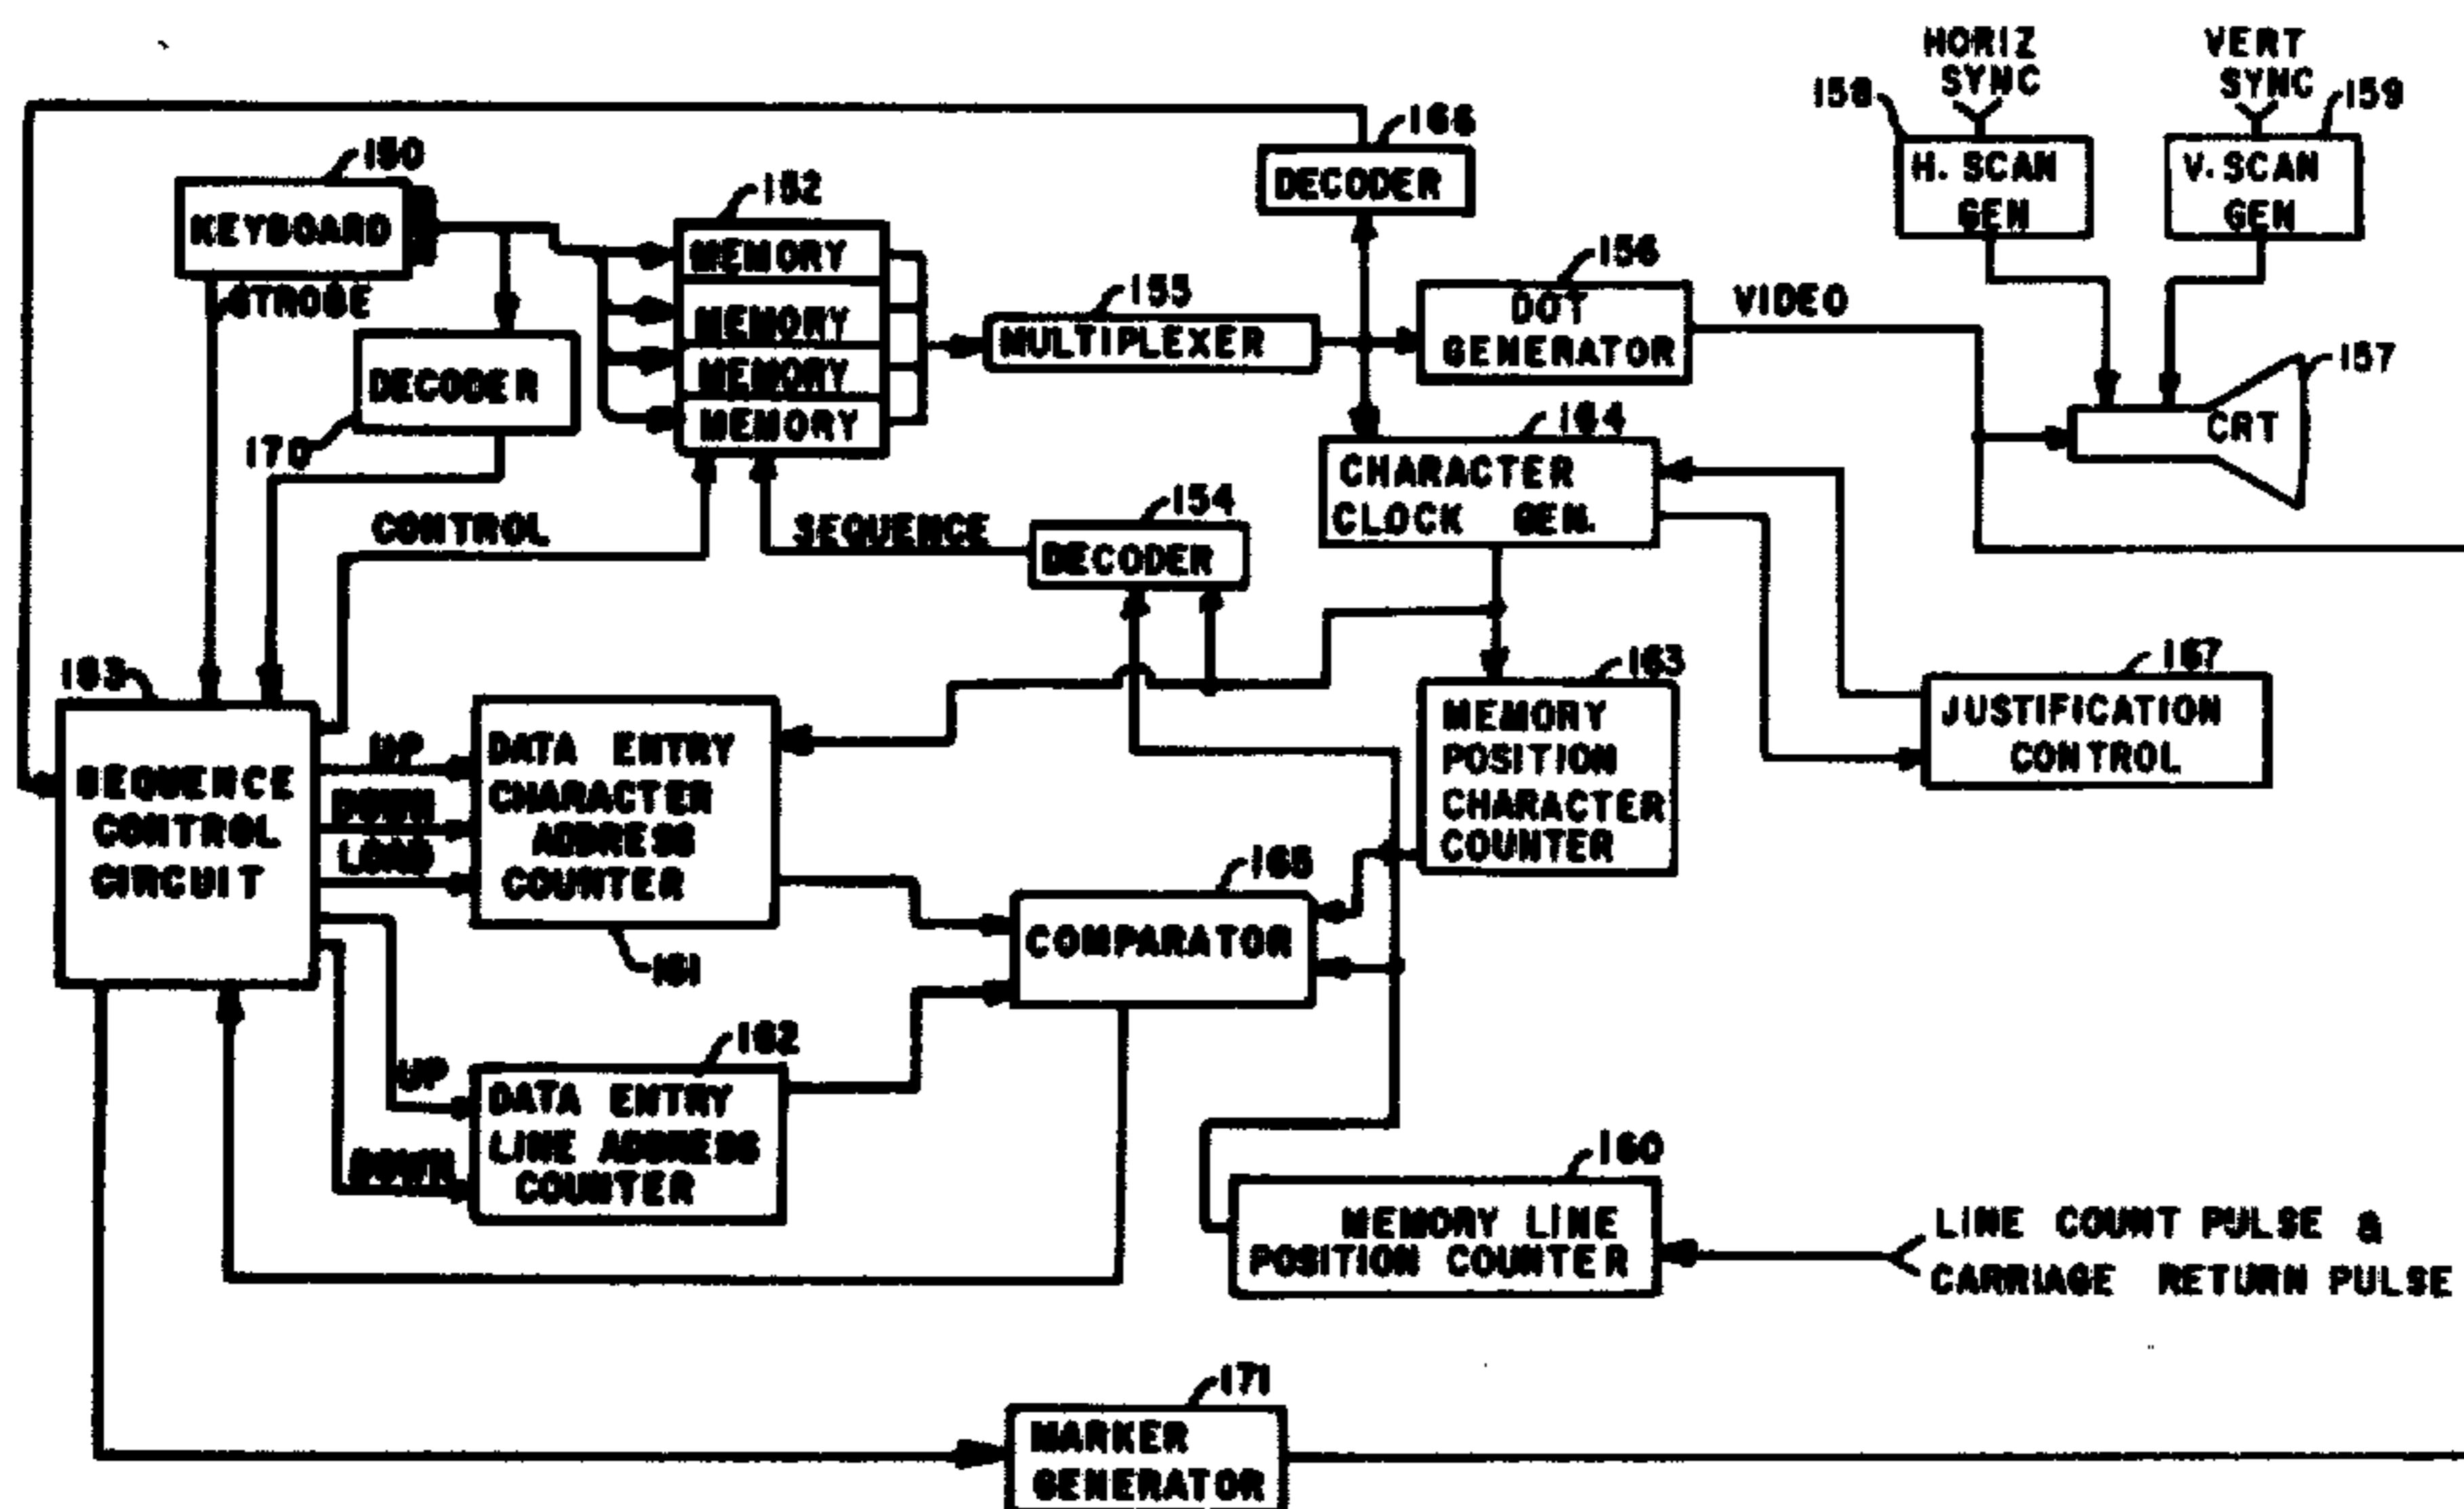 HORIZ
SYNC
VERT
SYNC
158
159
166
150
152
DECODER
H. SCAN
GEN
V. SCAN
GEN
KEYBOARD
MEMORY
156
STROBE
MEMORY
155
DOT
GENERATOR
VIDEO
MULTIPLEXER
157
DECODER
MEMORY
MEMORY
164
CRT
170
CHARACTER
CLOCK GEN.
154
CONTROL
SEQUENCE
DECODER
153
163
167
UP
DATA ENTRY
CHARACTER
ADDRESS
COUNTER
MEMORY
POSITION
CHARACTER
COUNTER
JUSTIFICATION
CONTROL
SEQUENCE
CONTROL
CIRCUIT
DOWN
165
COMPARATOR
161
162
UP
DATA ENTRY
LINE ADDRESS
COUNTER
DOWN
160
MEMORY LINE
POSITION COUNTER
LINE COUNT PULSE &
CARRIAGE RETURN PULSE
171
MARKER
GENERATOR